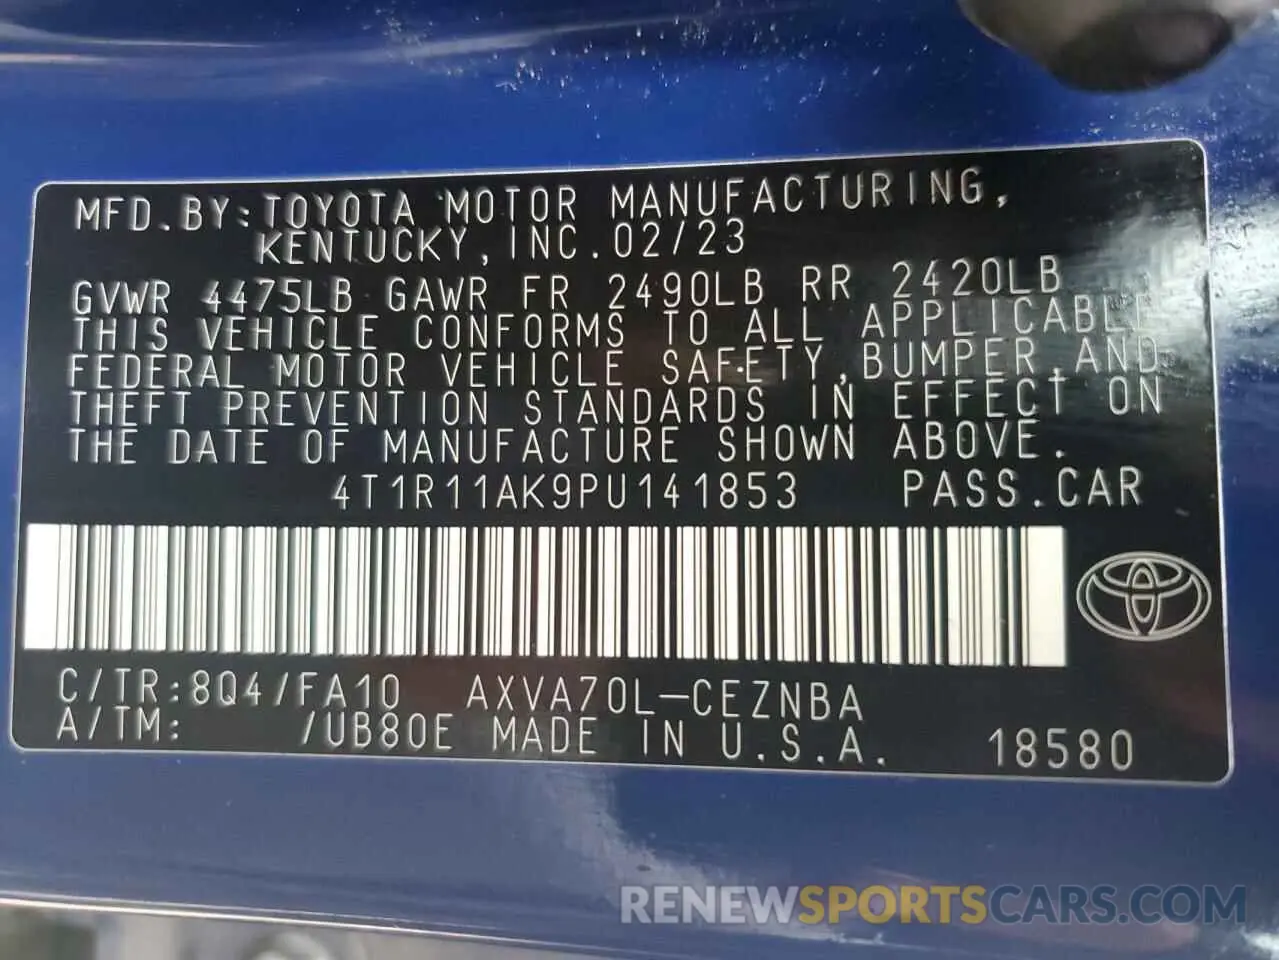 MFD.BY:TOYOTA MOTOR MANUFACTURING,
KENTUCKY,INC.02/23
GVWR 4475LB GAWR FR 2490LB RR 2420LB
THIS VEHICLE CONFORMS TO ALL APPLICABLE
FEDERAL MOTOR VEHICLE SAFETY,BUMPER,AND
THEFT PREVENTION STANDARDS IN EFFECT ON
THE DATE OF MANUFACTURE SHOWN ABOVE.
4T1R11AK9PU141853 PASS.CAR
C/TR:8Q4/FA10 AXVA70L-CEZNBA
A/TM: /UB80E MADE IN U.S.A. 18580
RENEWSPORTSCARS.COM